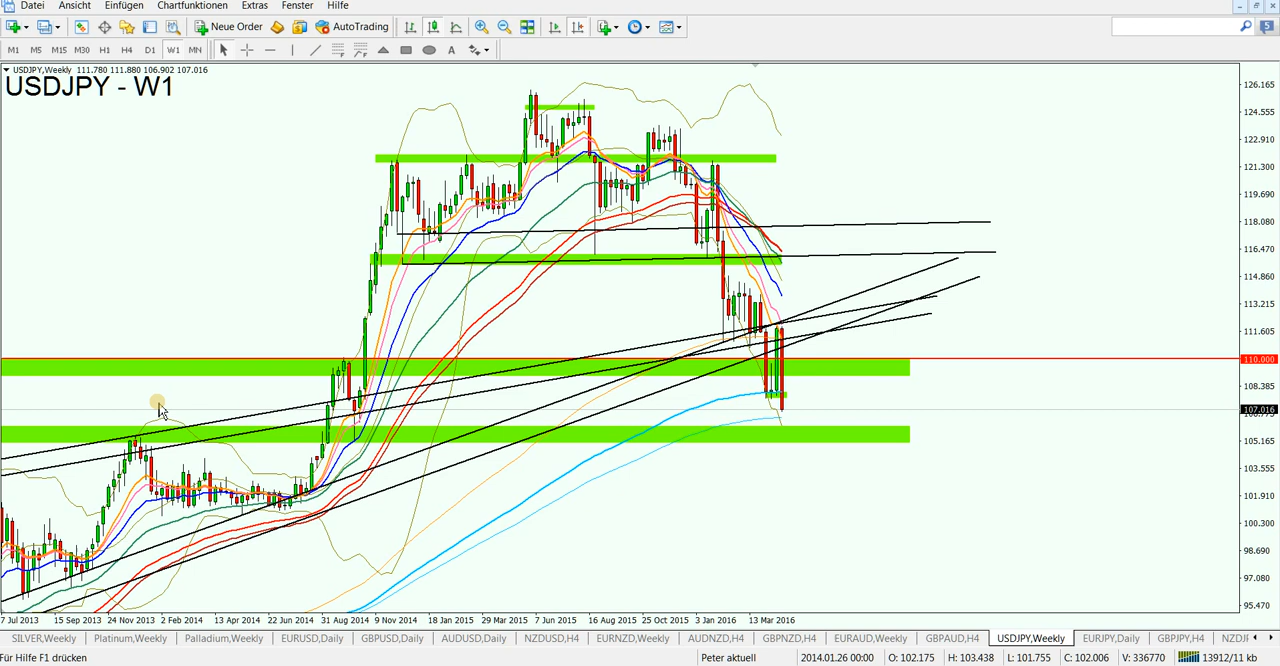 Datei Ansicht Einfügen Chartfunktionen Extras Fenster Hilfe
Neue Order AutoTrading
5
M1 M5 M15 M30 H1 H4 D1 W1 MN A
USDJPY,Weekly 111.780 111.880 106.902 107.016
USDJPY - W1
126.165
124.555
122.910
121.300
119.690
118.080
116.470
114.860
113.215
111.605
110.000
108.385
107.016
105.165
103.555
101.910
100.300
98.690
97.080
95.470
7 Jul 2013 15 Sep 2013 24 Nov 2013 2 Feb 2014 13 Apr 2014 22 Jun 2014 31 Aug 2014 9 Nov 2014 18 Jan 2015 29 Mar 2015 7 Jun 2015 16 Aug 2015 25 Oct 2015 3 Jan 2016 13 Mar 2016
SILVER,Weekly Platinum,Weekly Palladium,Weekly EURUSD,Daily GBPUSD,Daily AUDUSD,Daily NZDUSD,H4 EURNZD,Weekly AUDNZD,H4 GBPNZD,H4 EURAUD,Weekly GBPAUD,H4 USDJPY,Weekly EURJPY,Daily GBPJPY,H4 NZDJ
Für Hilfe F1 drücken Peter aktuell 2014.01.26 00:00 O: 102.175 H: 103.438 L: 101.755 C: 102.006 V: 336770 13912/11 kb